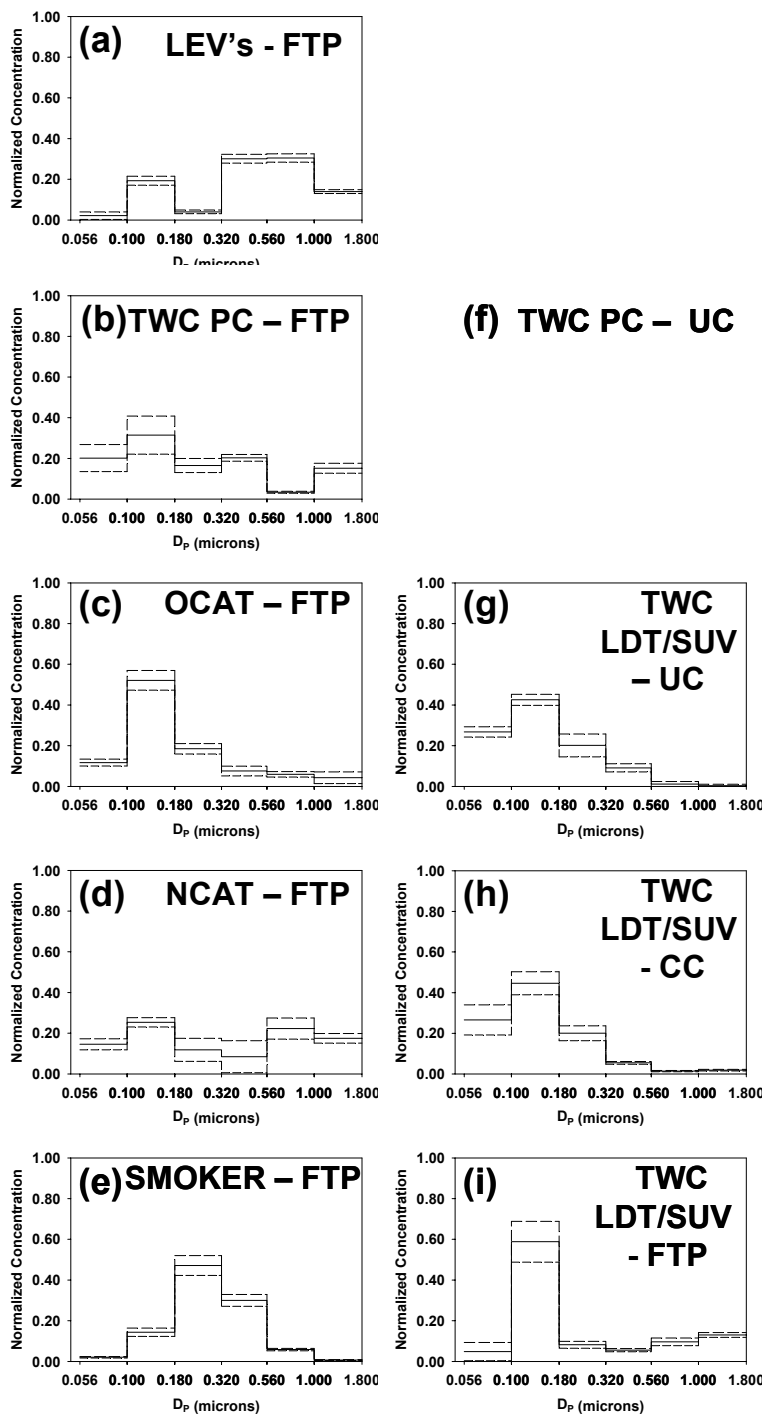 (a) LEV's - FTP
Normalized Concentration
1.00
0.80
0.60
0.40
0.20
0.00
0.056 0.100 0.180 0.320 0.560 1.000 1.800
DP (microns)
(b) TWC PC – FTP
Normalized Concentration
1.00
0.80
0.60
0.40
0.20
0.00
0.056 0.100 0.180 0.320 0.560 1.000 1.800
DP (microns)
(f) TWC PC – UC
(c) OCAT – FTP
Normalized Concentration
1.00
0.80
0.60
0.40
0.20
0.00
0.056 0.100 0.180 0.320 0.560 1.000 1.800
DP (microns)
(g) TWC
LDT/SUV
– UC
Normalized Concentration
1.00
0.80
0.60
0.40
0.20
0.00
0.056 0.100 0.180 0.320 0.560 1.000 1.800
DP (microns)
(d) NCAT – FTP
Normalized Concentration
1.00
0.80
0.60
0.40
0.20
0.00
0.056 0.100 0.180 0.320 0.560 1.000 1.800
DP (microns)
(h) TWC
LDT/SUV
- CC
Normalized Concentration
1.00
0.80
0.60
0.40
0.20
0.00
0.056 0.100 0.180 0.320 0.560 1.000 1.800
DP (microns)
(e) SMOKER – FTP
Normalized Concentration
1.00
0.80
0.60
0.40
0.20
0.00
0.056 0.100 0.180 0.320 0.560 1.000 1.800
DP (microns)
(i) TWC
LDT/SUV
- FTP
Normalized Concentration
1.00
0.80
0.60
0.40
0.20
0.00
0.056 0.100 0.180 0.320 0.560 1.000 1.800
DP (microns)